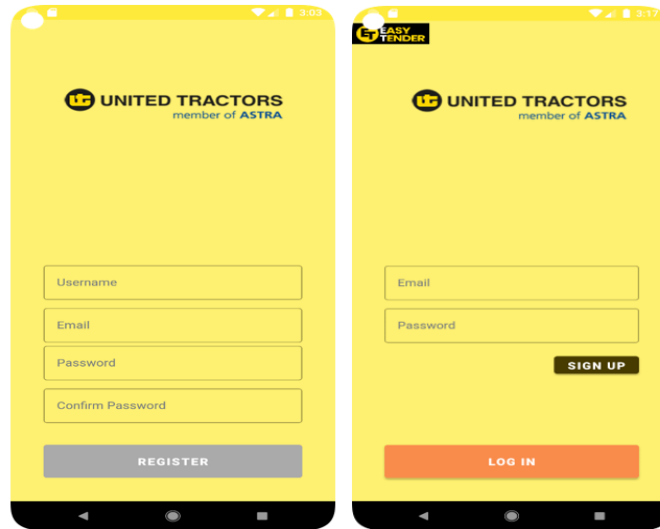 3:03
UNITED TRACTORS
member of ASTRA
Username
Email
Password
Confirm Password
REGISTER
3:17
ET EASY
TENDER
UNITED TRACTORS
member of ASTRA
Email
Password
SIGN UP
LOG IN